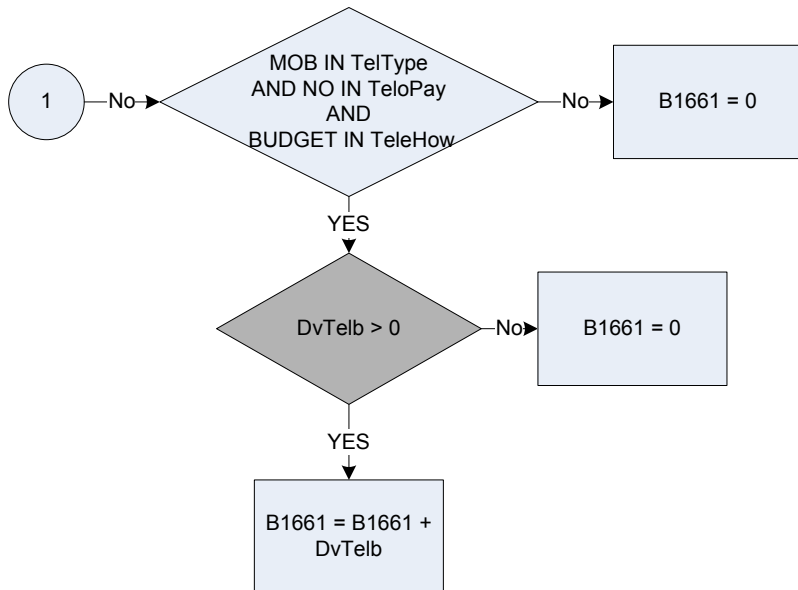 MOB IN TelType
AND NO IN TeloPay
AND
BUDGET IN TeleHow
1
No
No
B1661 = 0
YES
DvTelb > 0
No
B1661 = 0
YES
B1661 = B1661 +
DvTelb